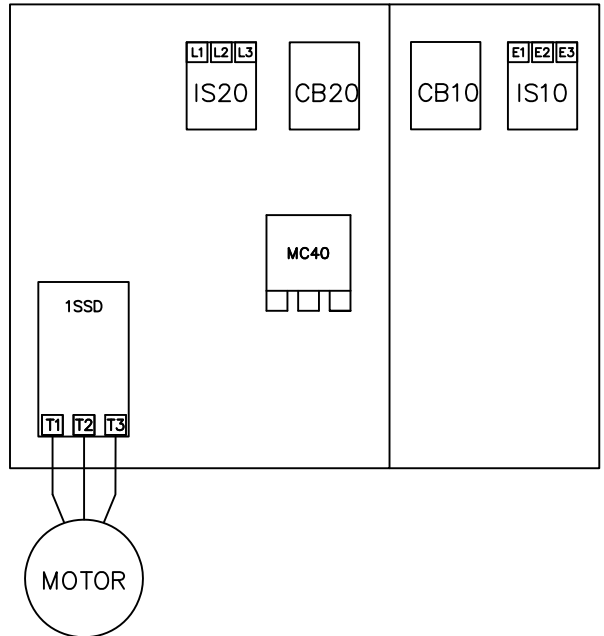 L1 L2 L3
IS20
CB20
CB10
E1 E2 E3
IS10
MC40
1SSD
T1 T2 T3
MOTOR